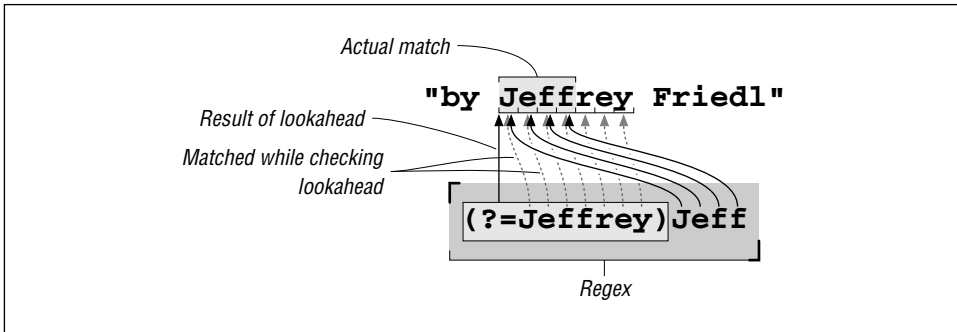 Actual match
"by Jeffrey Friedl"
Result of lookahead
Matched while checking
lookahead
(?=Jeffrey)Jeff
Regex